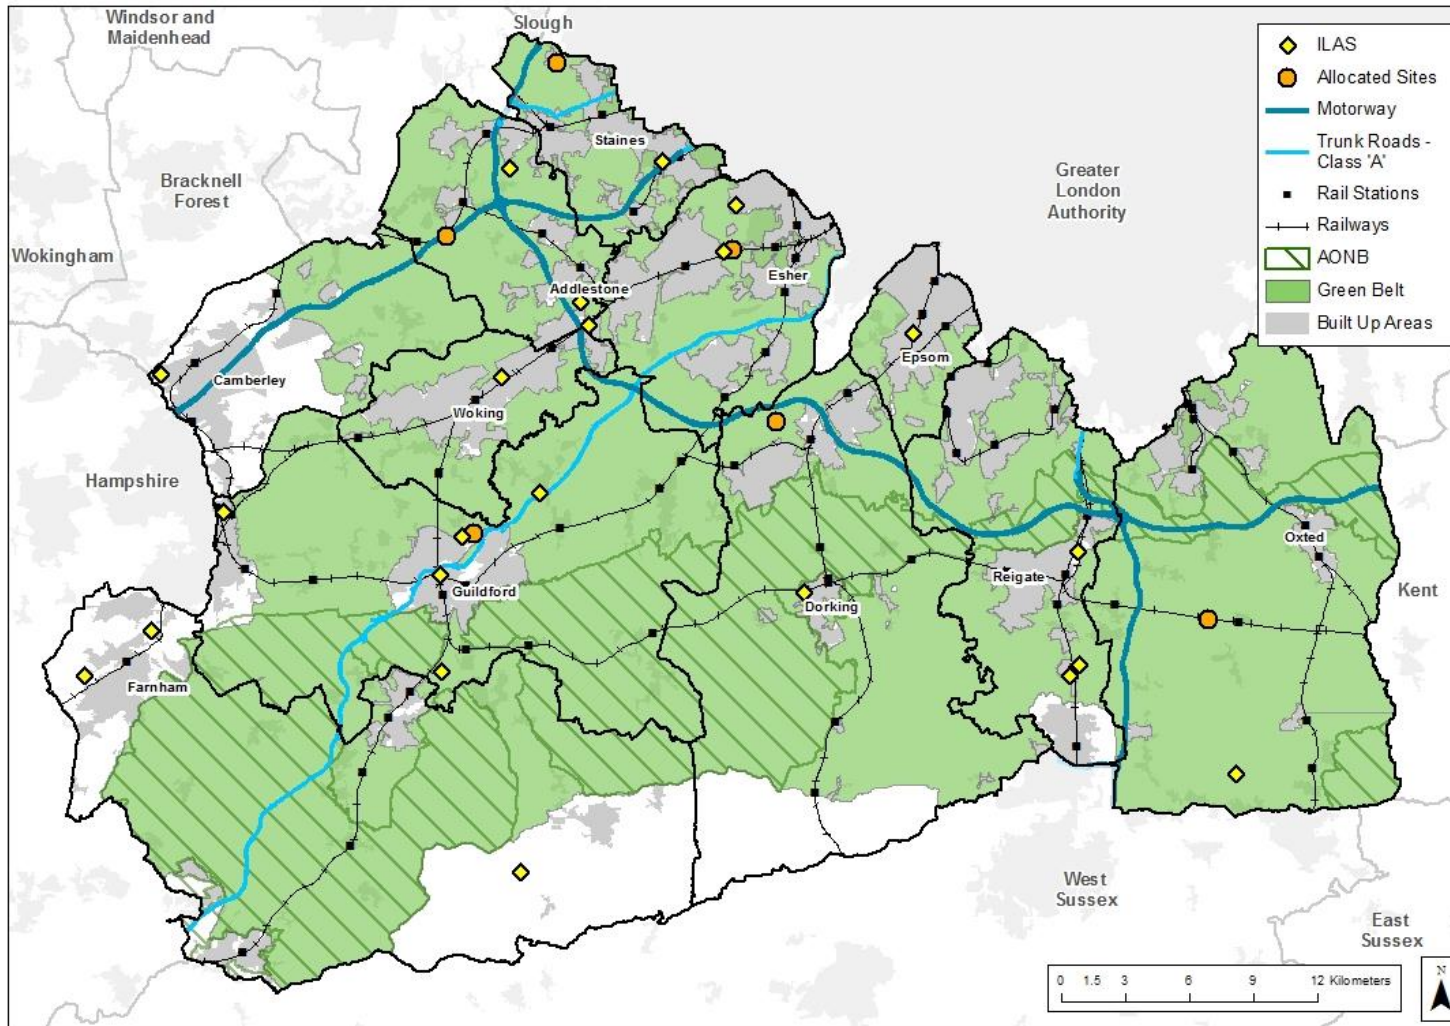 Windsor and
Maidenhead
Slough
ILAS
Allocated Sites
Motorway
Trunk Roads -
Class 'A'
Rail Stations
Railways
AONB
Green Belt
Built Up Areas
Staines
Bracknell
Forest
Greater
London
Authority
Wokingham
Esher
Addlestone
Epsom
Camberley
Woking
Hampshire
Oxted
Reigate
Kent
Guildford
Dorking
Farnham
West
Sussex
East
Sussex
0 1.5 3 6 9 12 Kilometers
N